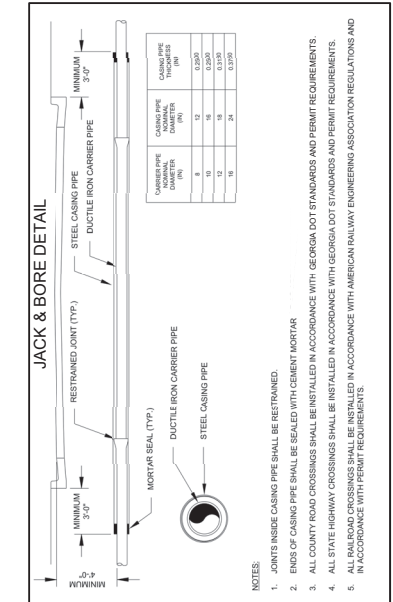 JACK & BORE DETAIL
MINIMUM
4'-0"
MINIMUM
3'-0"
RESTRAINED JOINT (TYP.)
STEEL CASING PIPE
DUCTILE IRON CARRIER PIPE
MINIMUM
3'-0"
MORTAR SEAL (TYP.)
DUCTILE IRON CARRIER PIPE
STEEL CASING PIPE
CARRIER PIPE NOMINAL DIAMETER (IN) CASING PIPE NOMINAL DIAMETER (IN) CASING PIPE THICKNESS (IN)
8 12 0.2500
10 16 0.2500
12 18 0.3130
16 24 0.3750
NOTES:
1. JOINTS INSIDE CASING PIPE SHALL BE RESTRAINED.
2. ENDS OF CASING PIPE SHALL BE SEALED WITH CEMENT MORTAR
3. ALL COUNTY ROAD CROSSINGS SHALL BE INSTALLED IN ACCORDANCE WITH GEORGIA DOT STANDARDS AND PERMIT REQUIREMENTS.
4. ALL STATE HIGHWAY CROSSINGS SHALL BE INSTALLED IN ACCORDANCE WITH GEORGIA DOT STANDARDS AND PERMIT REQUIREMENTS.
5. ALL RAILROAD CROSSINGS SHALL BE INSTALLED IN ACCORDANCE WITH AMERICAN RAILWAY ENGINEERING ASSOCIATION REGULATIONS AND
IN ACCORDANCE WITH PERMIT REQUIREMENTS.